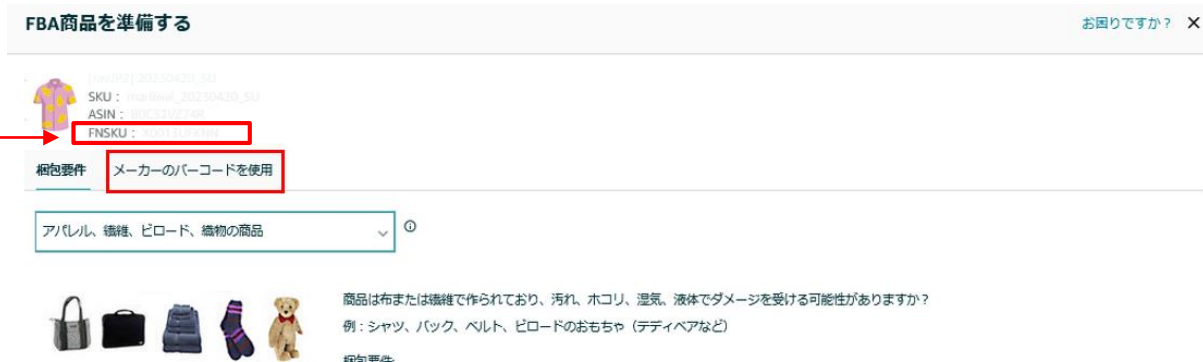 FBA商品を準備する
お困りですか? ×
SKU :
ASIN :
FNSKU :
梱包要件 メーカーのバーコードを使用
アパレル、繊維、ビロード、織物の商品
商品は布または繊維で作られており、汚れ、ホコリ、湿気、液体でダメージを受ける可能性がありますか?
例:シャツ、バック、ベルト、ビロードのおもちゃ(テディベアなど)
梱包要件: